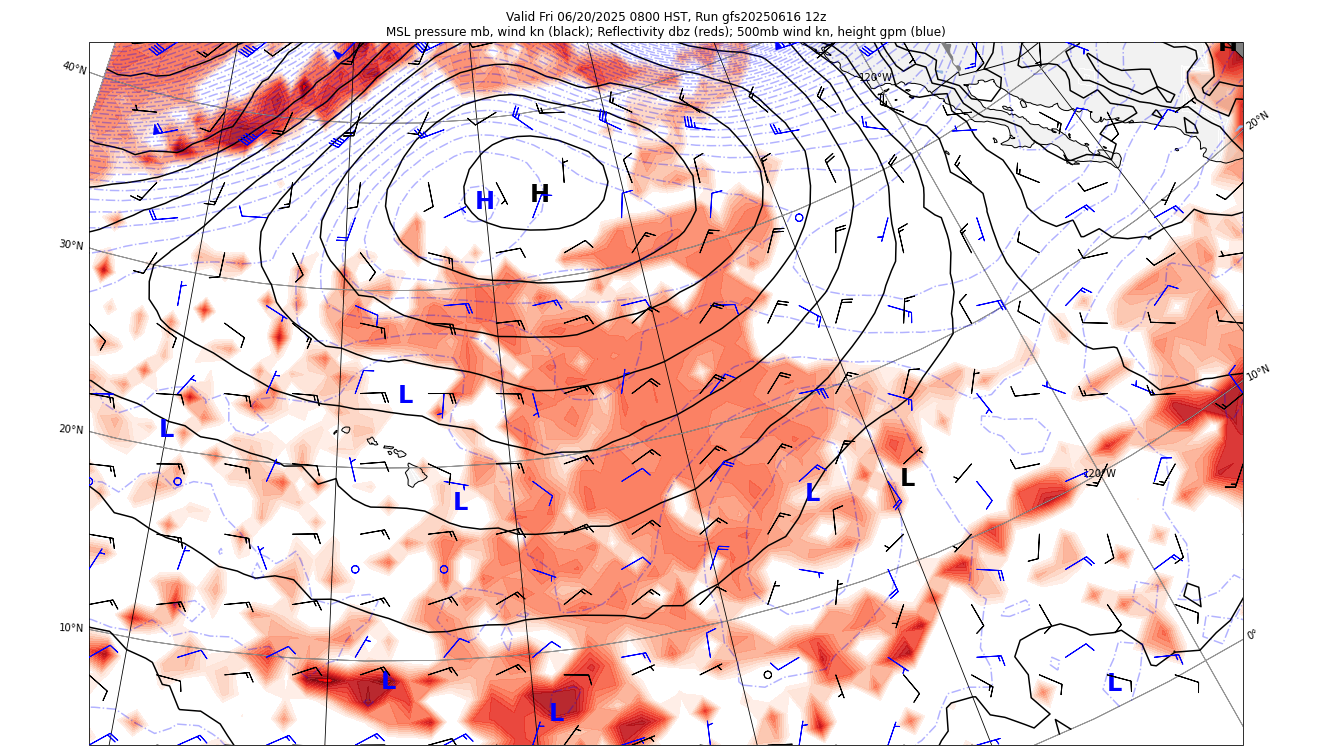 Valid Fri 06/20/2025 0800 HST, Run gfs20250616 12z
MSL pressure mb, wind kn (black); Reflectivity dbz (reds); 500mb wind kn, height gpm (blue)
H
40°N
120°W
20°N
H H
30°N
10°N
L
L
20°N
L
120°W
L
L
10°N
0°
L
L
L